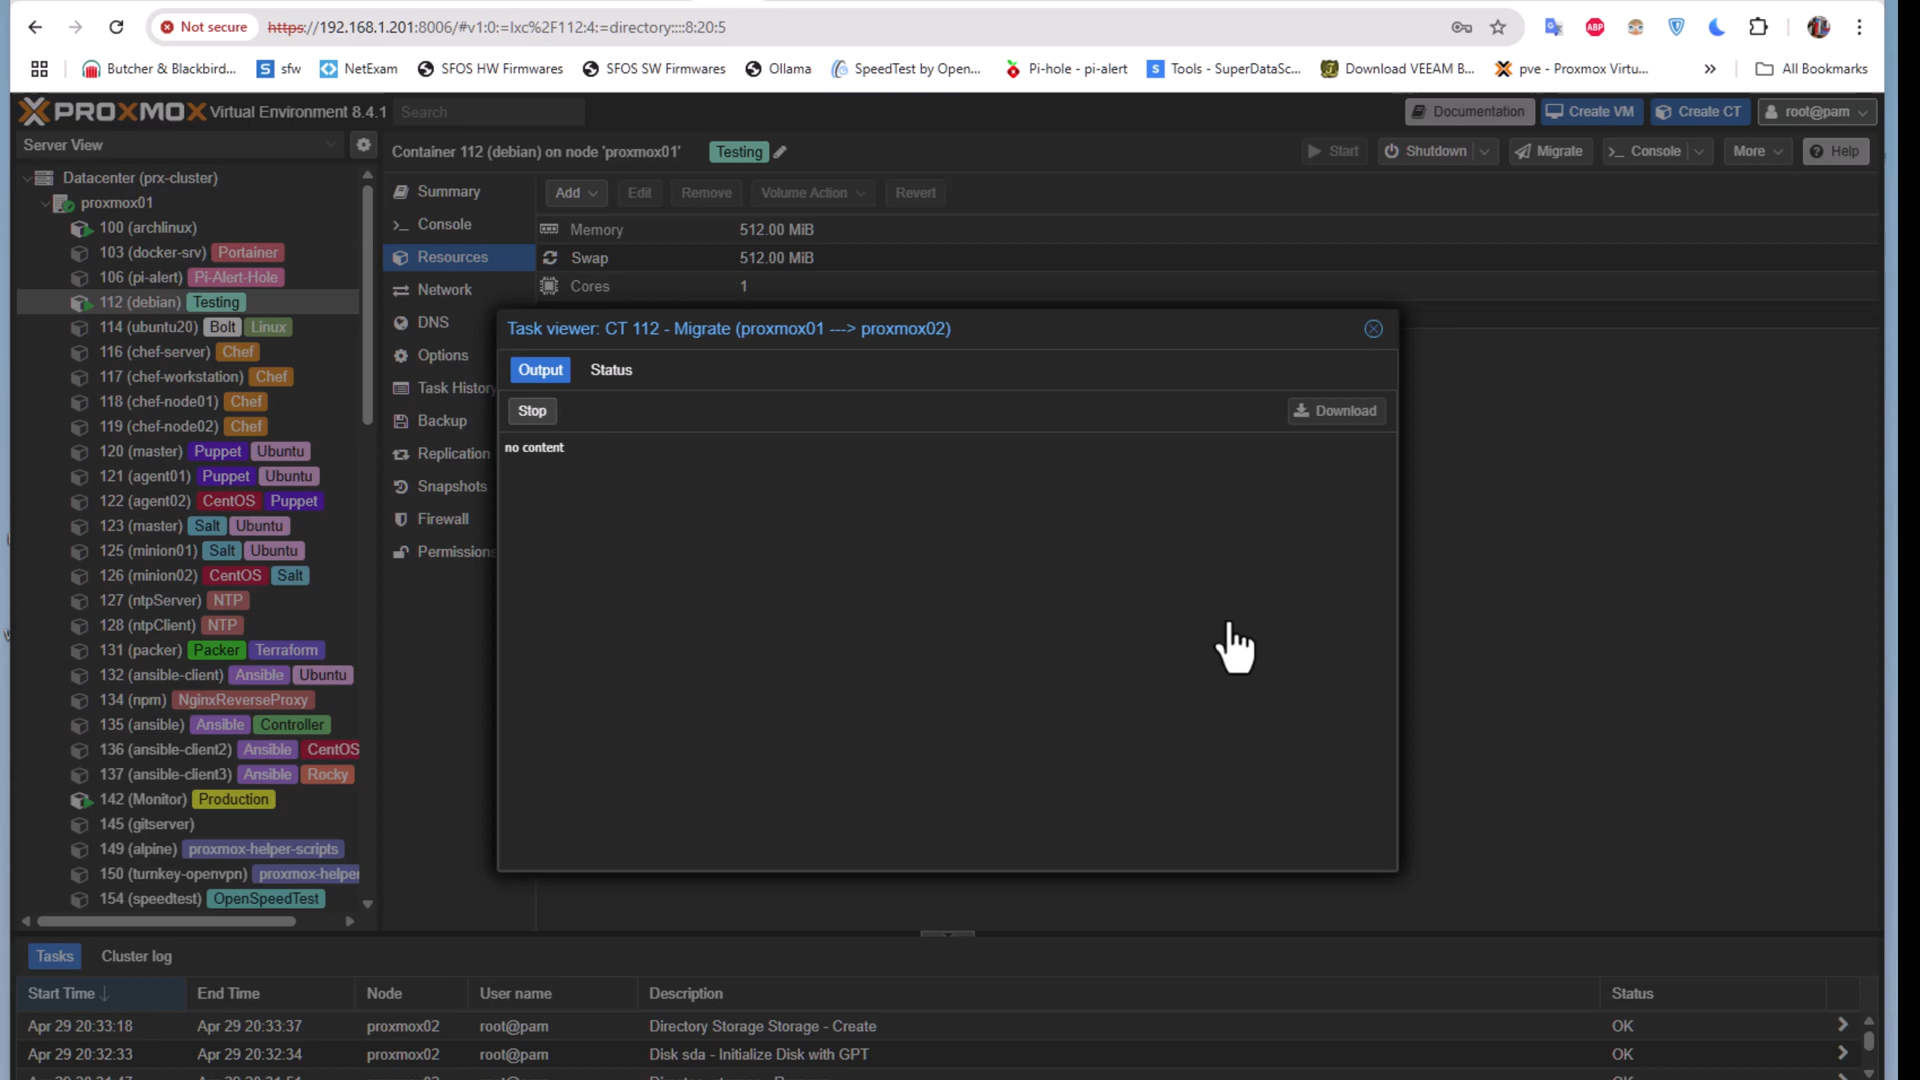 Not secure https://192.168.1.201:8006/#v1:0:=lxc%2F112:4:=directory::::8:20:5
Butcher & Blackbird... sfw NetExam SFOS HW Firmwares SFOS SW Firmwares Ollama SpeedTest by Open... Pi-hole - pi-alert Tools - SuperDataSc... Download VEEAM B... pve - Proxmox Virtu... » All Bookmarks
PROXMOX Virtual Environment 8.4.1 Search Documentation Create VM Create CT root@pam
Server View
Container 112 (debian) on node 'proxmox01' Testing Start Shutdown Migrate >_ Console More Help
Datacenter (prx-cluster)
proxmox01
100 (archlinux)
103 (docker-srv) Portainer
106 (pi-alert) Pi-Alert-Hole
112 (debian) Testing
114 (ubuntu20) Bolt Linux
116 (chef-server) Chef
117 (chef-workstation) Chef
118 (chef-node01) Chef
119 (chef-node02) Chef
120 (master) Puppet Ubuntu
121 (agent01) Puppet Ubuntu
122 (agent02) CentOS Puppet
123 (master) Salt Ubuntu
125 (minion01) Salt Ubuntu
126 (minion02) CentOS Salt
127 (ntpServer) NTP
128 (ntpClient) NTP
131 (packer) Packer Terraform
132 (ansible-client) Ansible Ubuntu
134 (npm) NginxReverseProxy
135 (ansible) Ansible Controller
136 (ansible-client2) Ansible CentOS
137 (ansible-client3) Ansible Rocky
142 (Monitor) Production
145 (gitserver)
149 (alpine) proxmox-helper-scripts
150 (turnkey-openvpn) proxmox-helper
154 (speedtest) OpenSpeedTest
Summary
>_ Console
Resources
Network
DNS
Options
Task History
Backup
Replication
Snapshots
Firewall
Permissions
Add Edit Remove Volume Action Revert
Memory 512.00 MiB
Swap 512.00 MiB
Cores 1
Task viewer: CT 112 - Migrate (proxmox01 ---> proxmox02)
Output Status
Stop Download
no content
Tasks Cluster log
Start Time End Time Node User name Description Status
Apr 29 20:33:18 Apr 29 20:33:37 proxmox02 root@pam Directory Storage Storage - Create OK
Apr 29 20:32:33 Apr 29 20:32:34 proxmox02 root@pam Disk sda - Initialize Disk with GPT OK